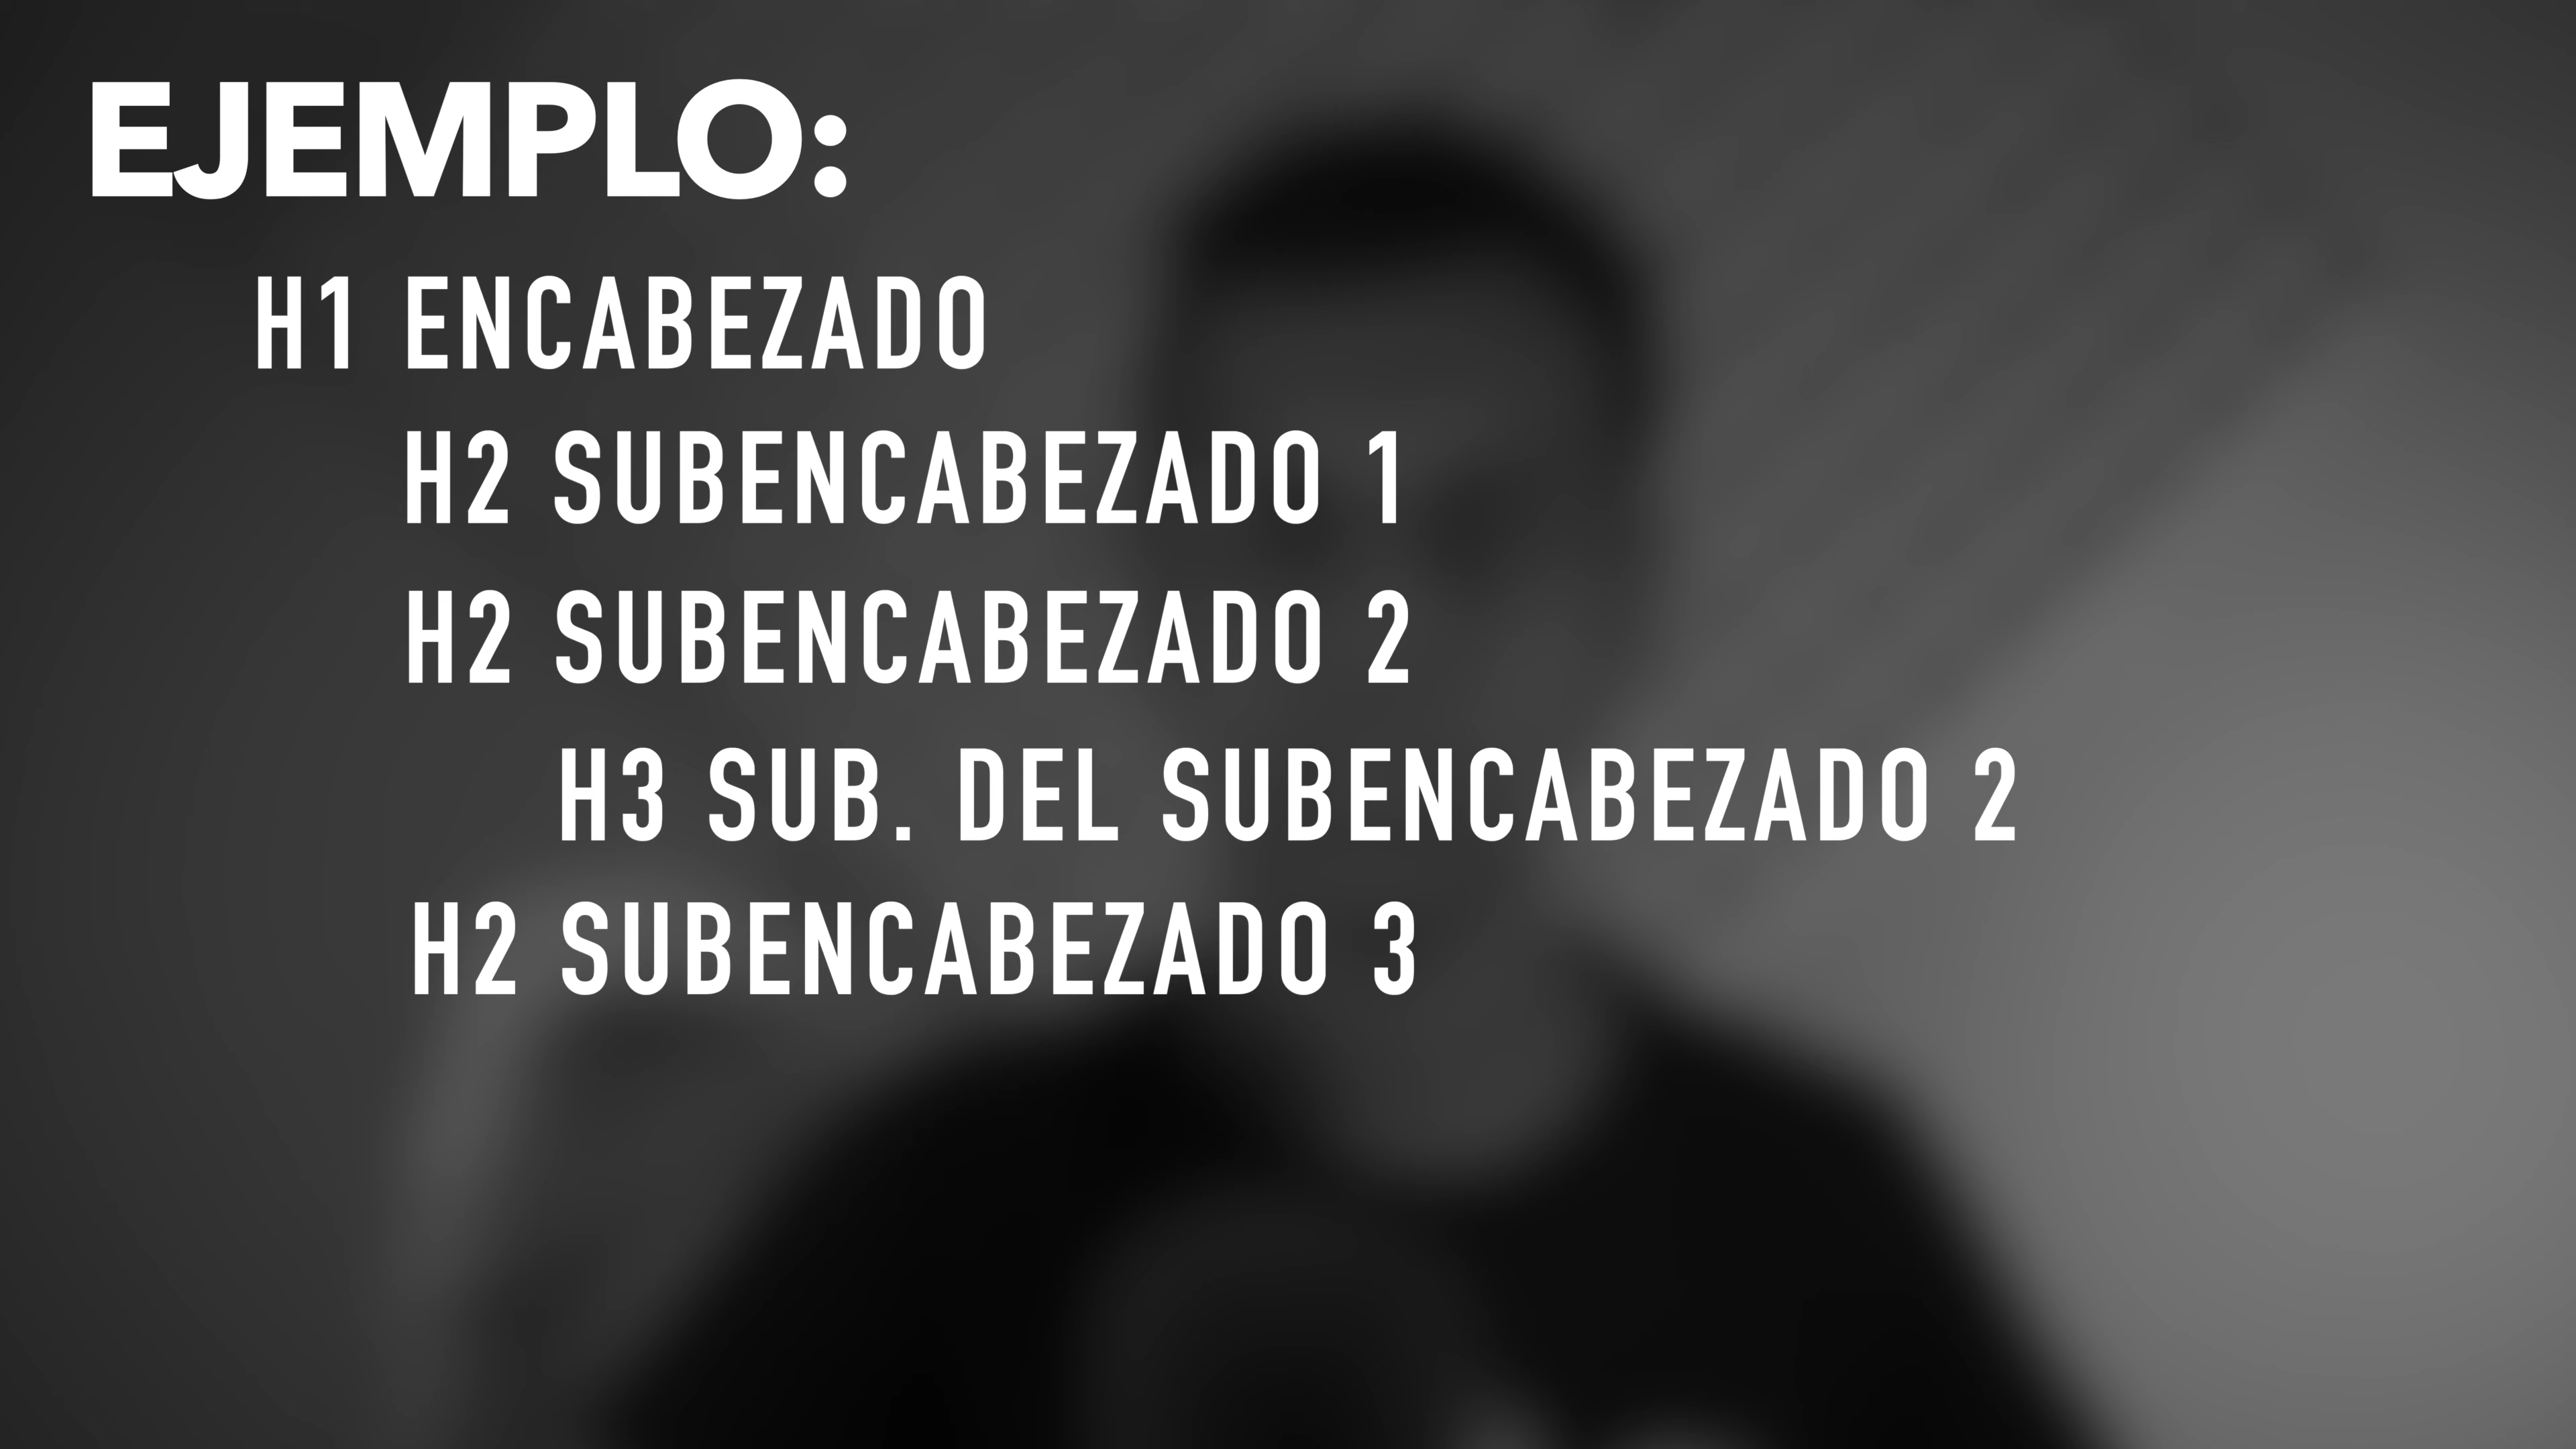 EJEMPLO:
H1 ENCABEZADO
H2 SUBENCABEZADO 1
H2 SUBENCABEZADO 2
H3 SUB. DEL SUBENCABEZADO 2
H2 SUBENCABEZADO 3